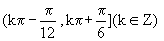 (kπ − π/12, kπ + π/6](k ∈ Z)